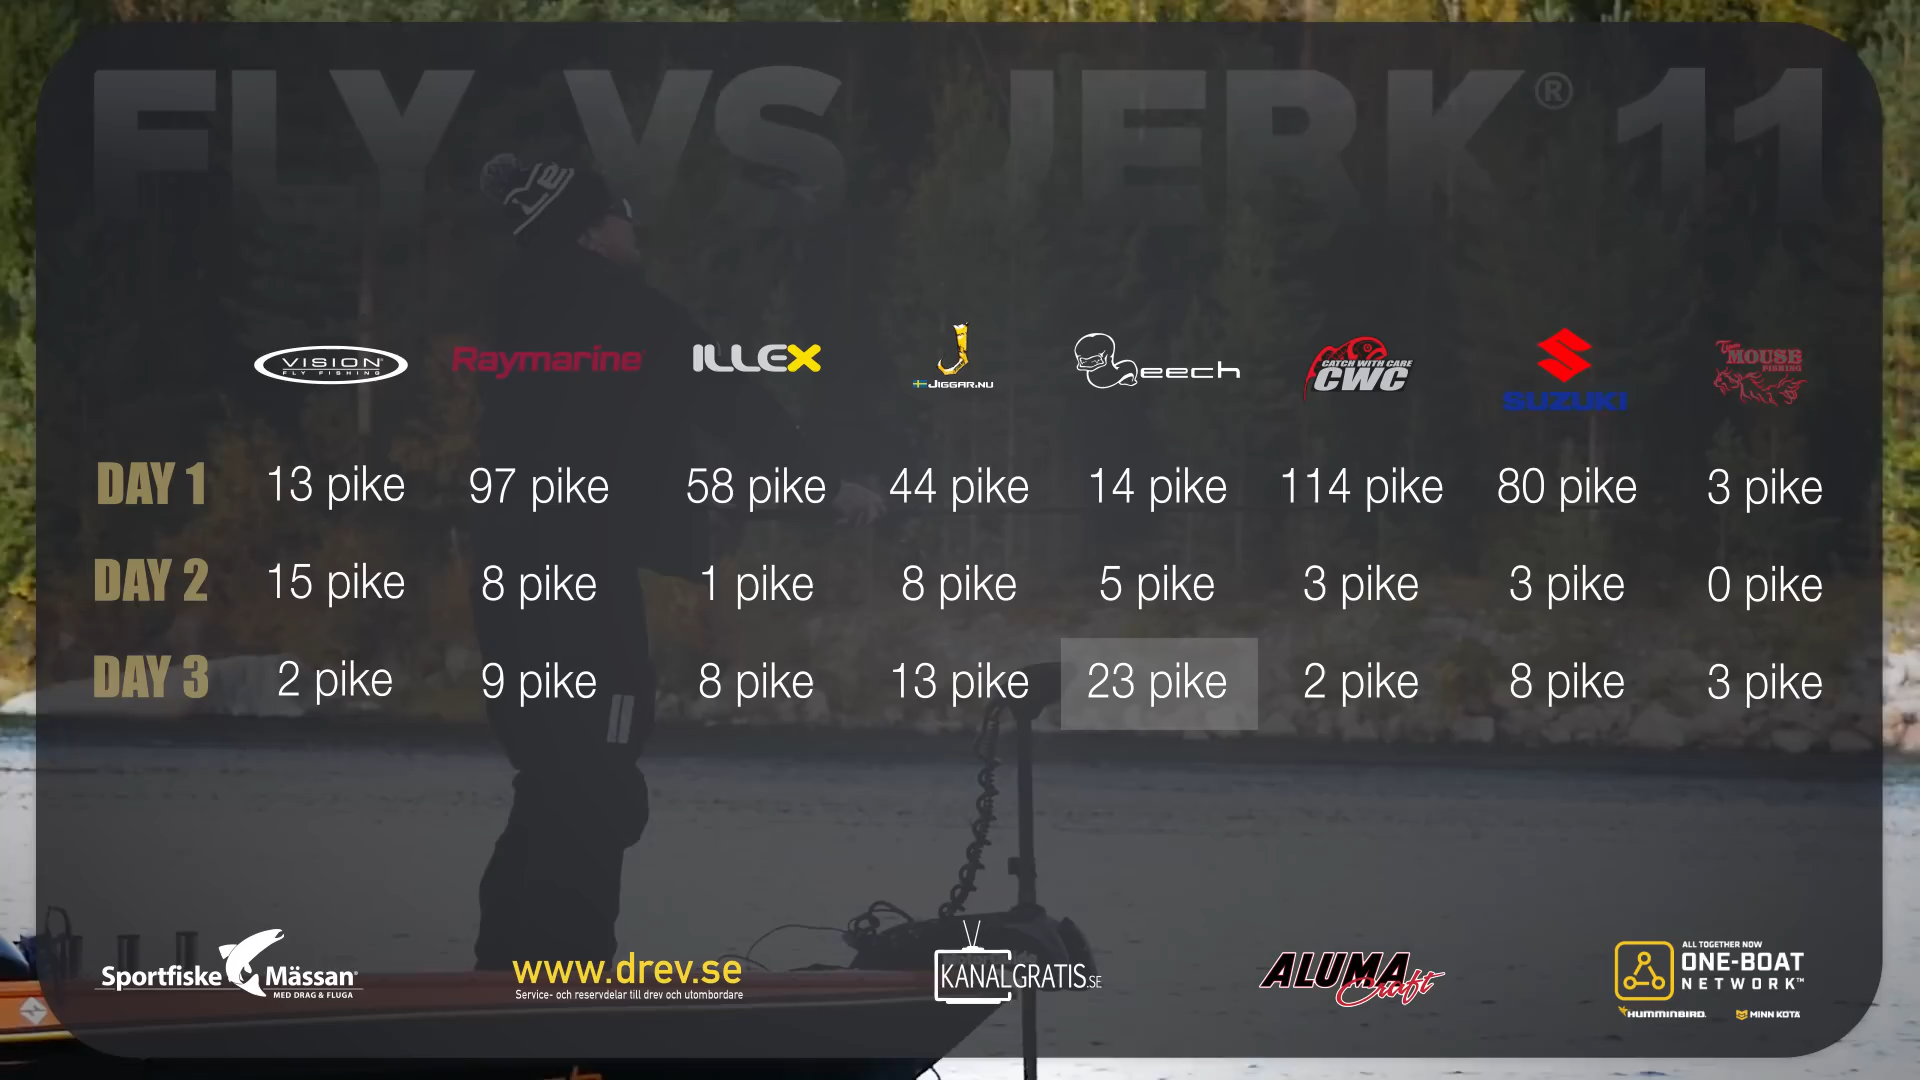 FLY VS JERK® 11
VISION® Raymarine ILLEX JIGGAR.NU eech CATCH WITH CARE CWC SUZUKI Team MOUSE FISHING
FLY FISHING
DAY 1 13 pike 97 pike 58 pike 44 pike 14 pike 114 pike 80 pike 3 pike
DAY 2 15 pike 8 pike 1 pike 8 pike 5 pike 3 pike 3 pike 0 pike
DAY 3 2 pike 9 pike 8 pike 13 pike 23 pike 2 pike 8 pike 3 pike
Sportfiske Mässan
MED DRAG & FLUGA
www.drev.se
Service- och reservdelar till drev och utombordare
KANALGRATIS.SE
ALUMA
Craft
ALL TOGETHER NOW
ONE-BOAT
NETWORK™
HUMMINBIRD. MINN KOTA